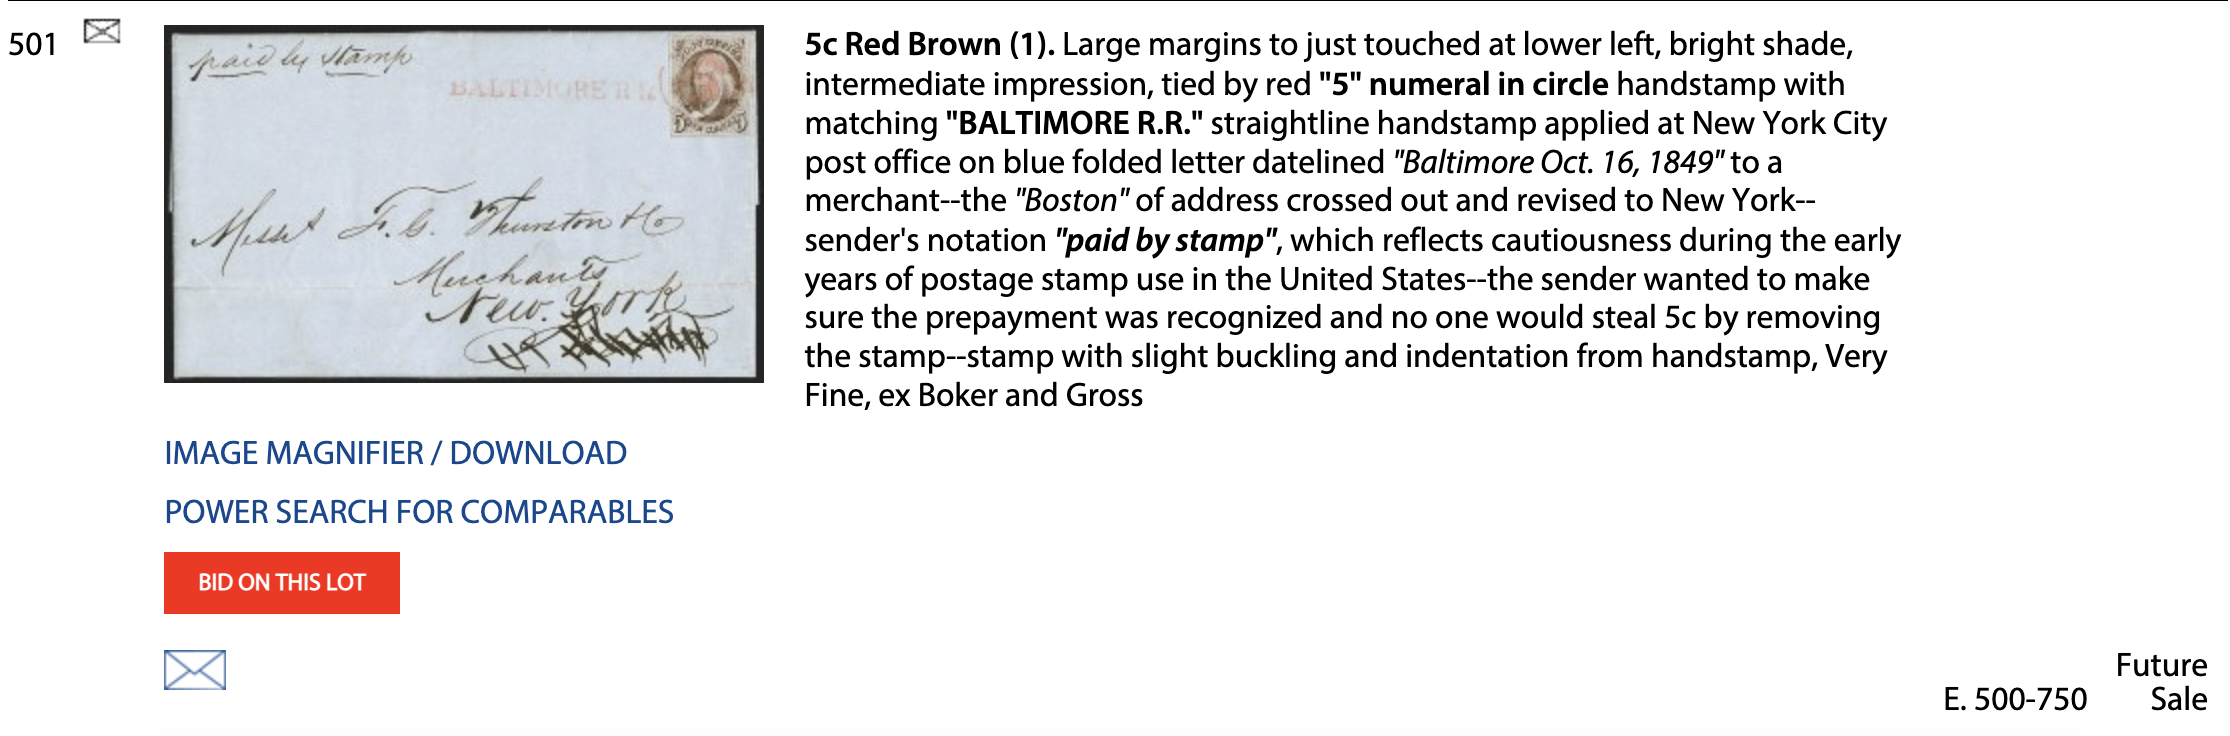 501
paid by stamp
BALTIMORE R.R.
Messrs F. G. Thurston & Co
Merchants
New. York
5c Red Brown (1). Large margins to just touched at lower left, bright shade,
intermediate impression, tied by red "5" numeral in circle handstamp with
matching "BALTIMORE R.R." straightline handstamp applied at New York City
post office on blue folded letter datelined "Baltimore Oct. 16, 1849" to a
merchant--the "Boston" of address crossed out and revised to New York--
sender's notation "paid by stamp", which reflects cautiousness during the early
years of postage stamp use in the United States--the sender wanted to make
sure the prepayment was recognized and no one would steal 5c by removing
the stamp--stamp with slight buckling and indentation from handstamp, Very
Fine, ex Boker and Gross
IMAGE MAGNIFIER / DOWNLOAD
POWER SEARCH FOR COMPARABLES
BID ON THIS LOT
E. 500-750
Future
Sale